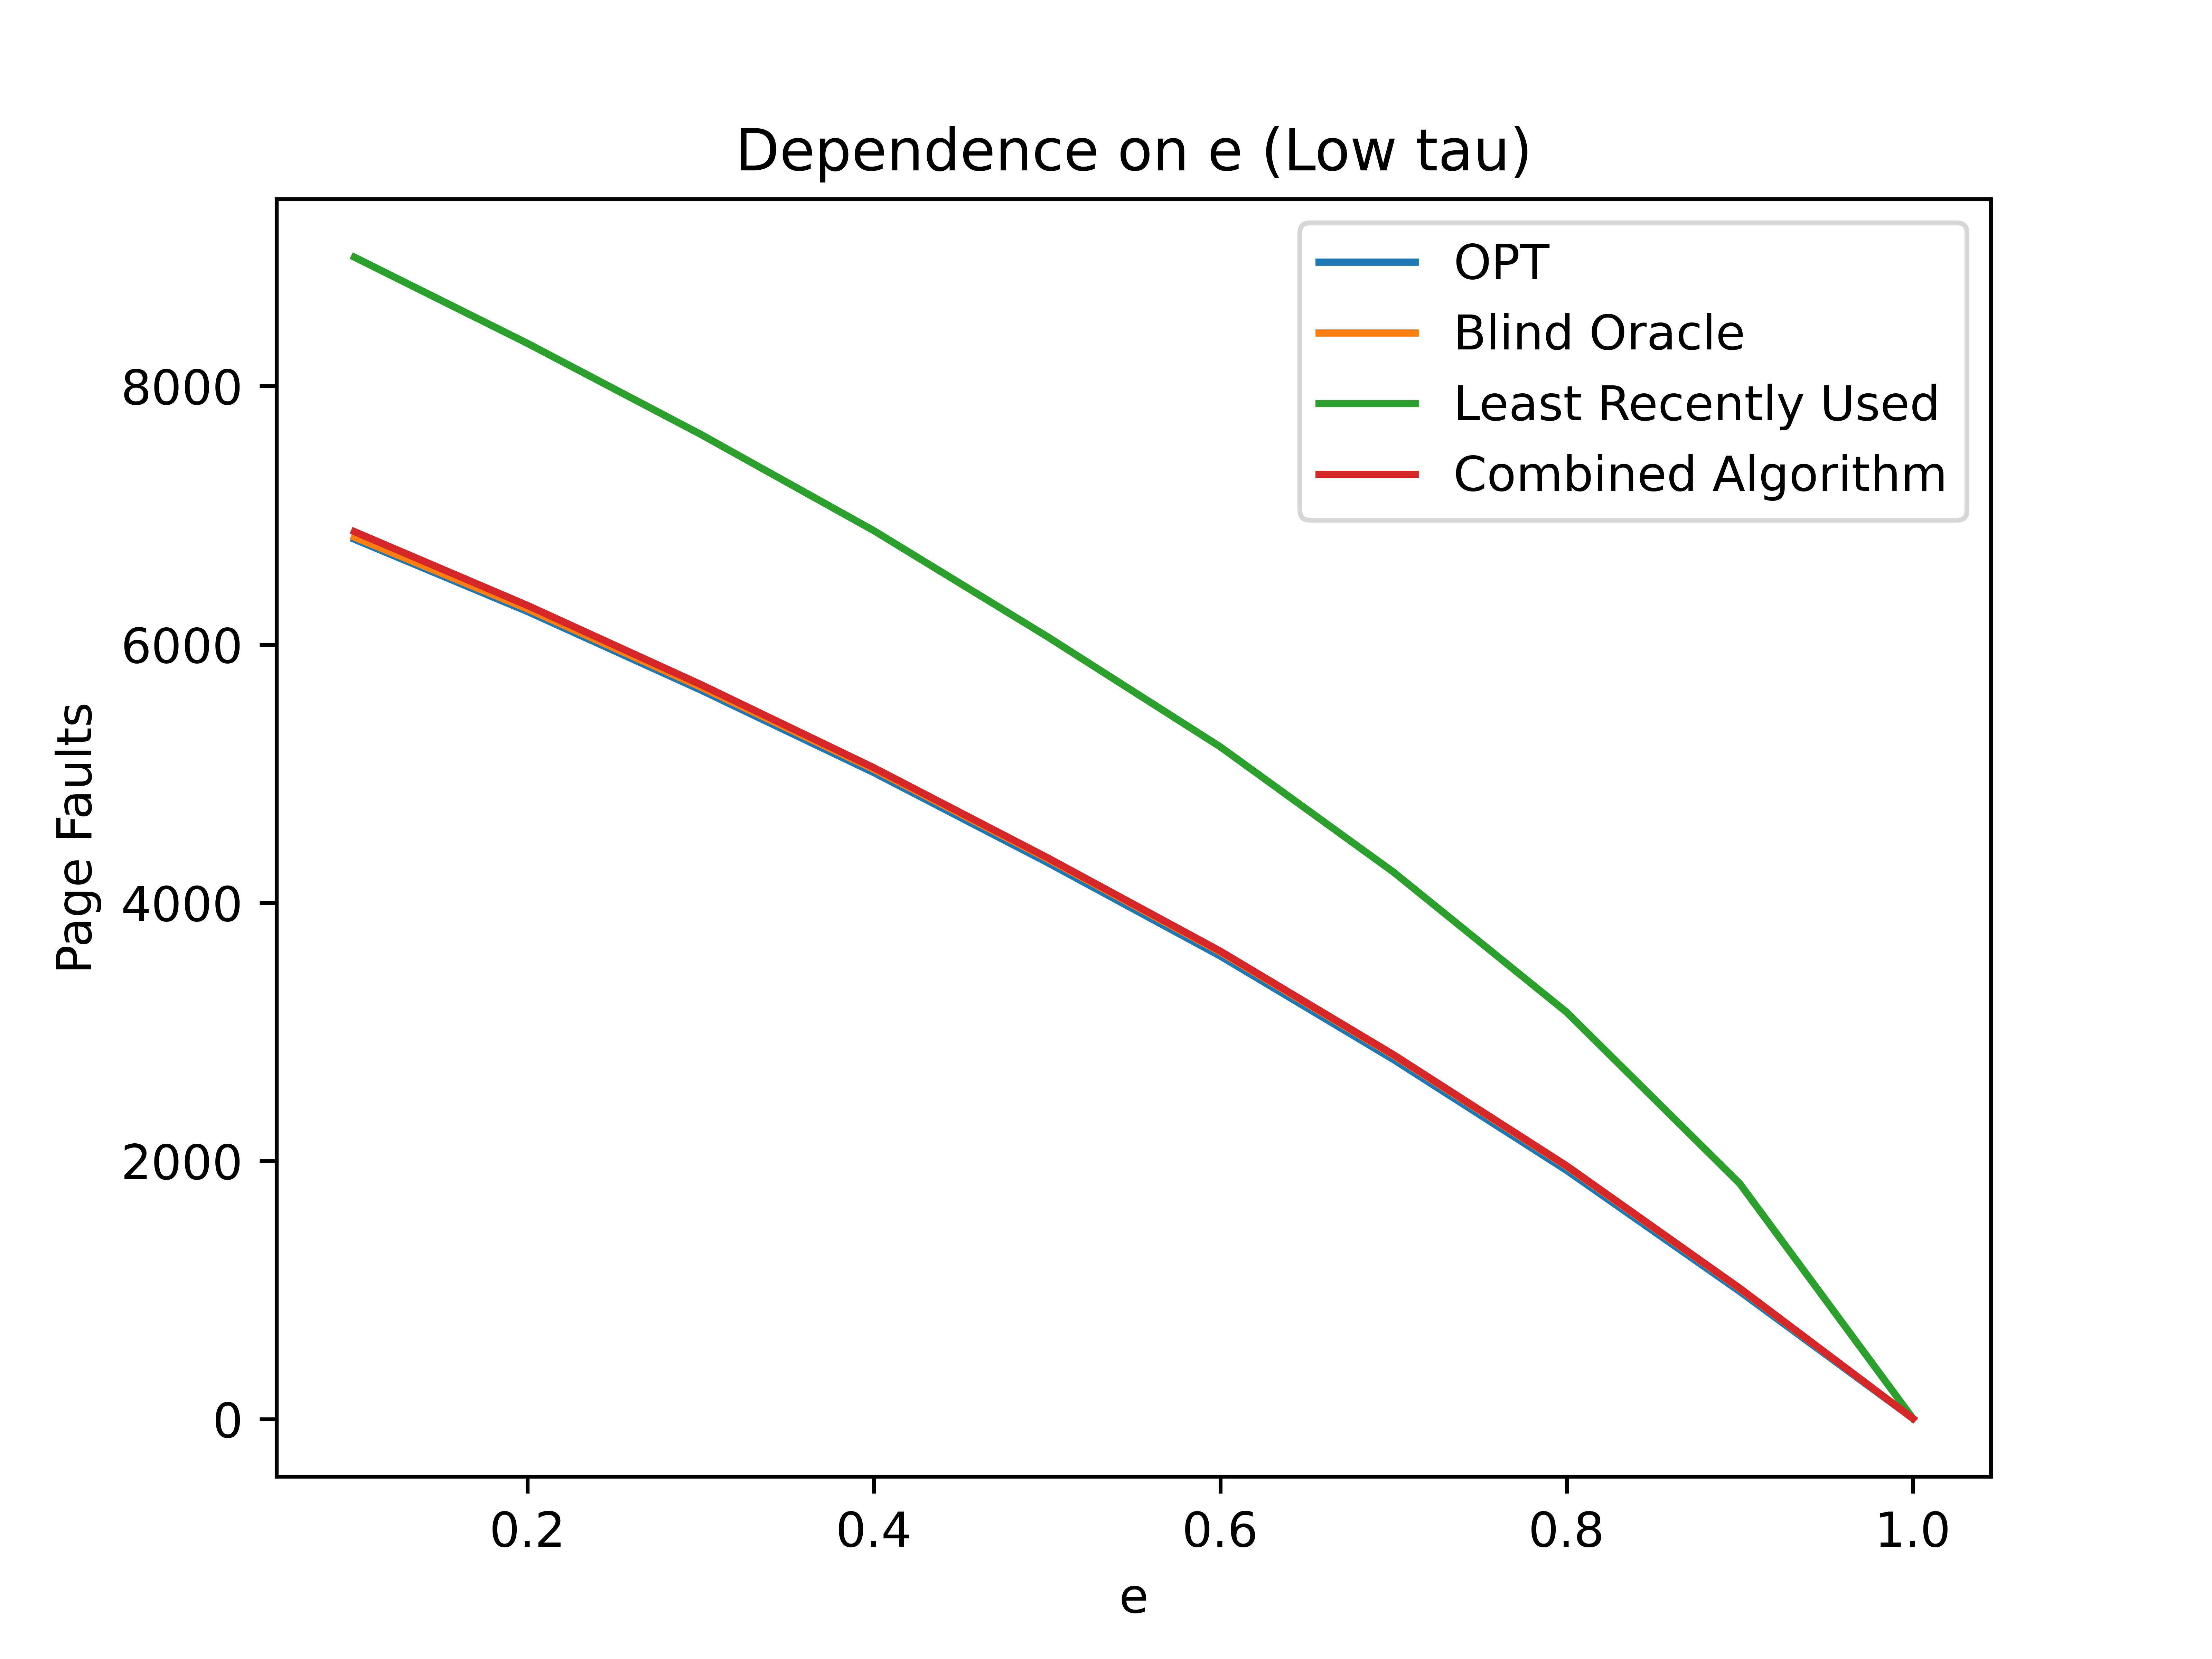 Dependence on e (Low tau)
OPT
Blind Oracle
Least Recently Used
Combined Algorithm
Page Faults
8000
6000
4000
2000
0
0.2
0.4
0.6
0.8
1.0
e